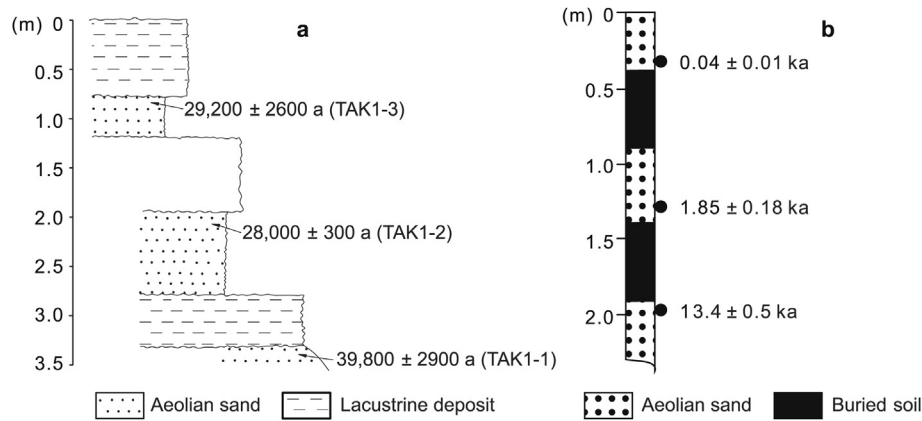 (m) 0
a
0.5
29,200 ± 2600 a (TAK1-3)
1.0
1.5
2.0
28,000 ± 300 a (TAK1-2)
2.5
3.0
39,800 ± 2900 a (TAK1-1)
3.5
Aeolian sand
Lacustrine deposit
(m) 0
b
0.04 ± 0.01 ka
0.5
1.0
1.85 ± 0.18 ka
1.5
13.4 ± 0.5 ka
2.0
Aeolian sand
Buried soil